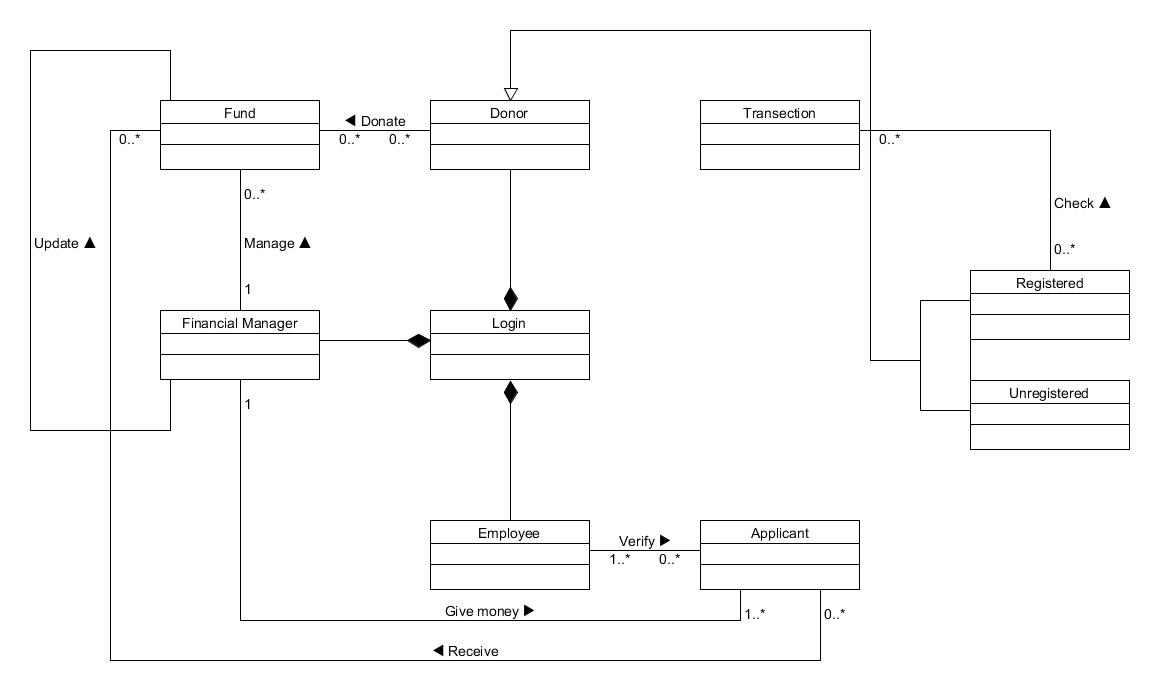 Fund
Donor
Transection
◀ Donate
0..*
0..*
0..*
0..*
0..*
Check ▲
Update ▲
Manage ▲
0..*
1
Registered
Financial Manager
Login
Unregistered
1
Employee
Applicant
Verify ▶
1..*
0..*
Give money ▶
1..*
0..*
◀ Receive